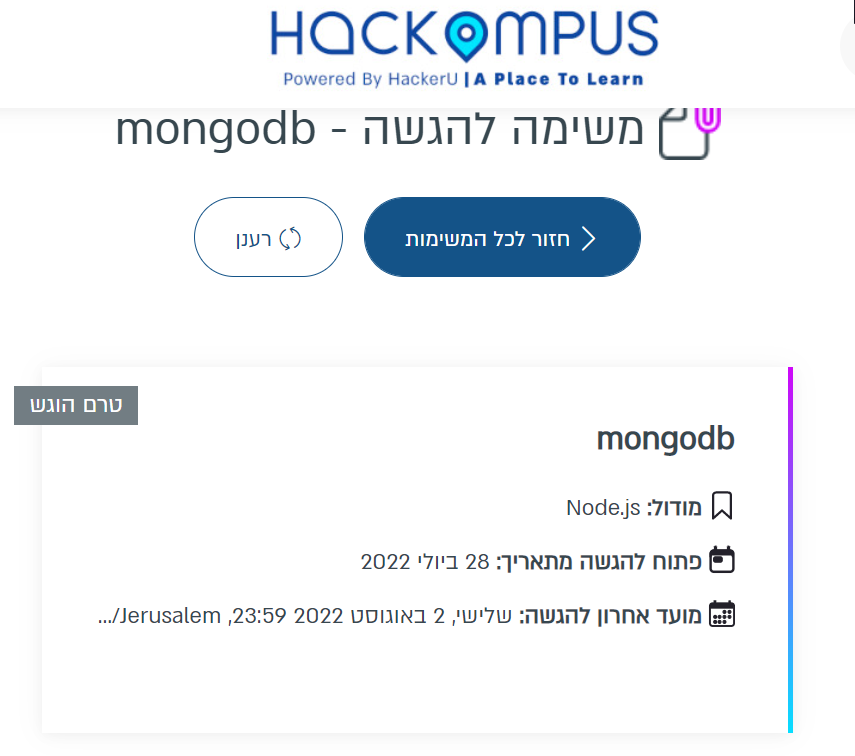 HACKOMPUS
Powered By HackerU | A Place To Learn
משימה להגשה - mongodb
חזור לכל המשימות
רענן
טרם הוגש
mongodb
מודול: Node.js
פתוח להגשה מתאריך: 28 ביולי 2022
מועד אחרון להגשה: שלישי, 2 באוגוסט 2022 23:59, Jerusalem/...